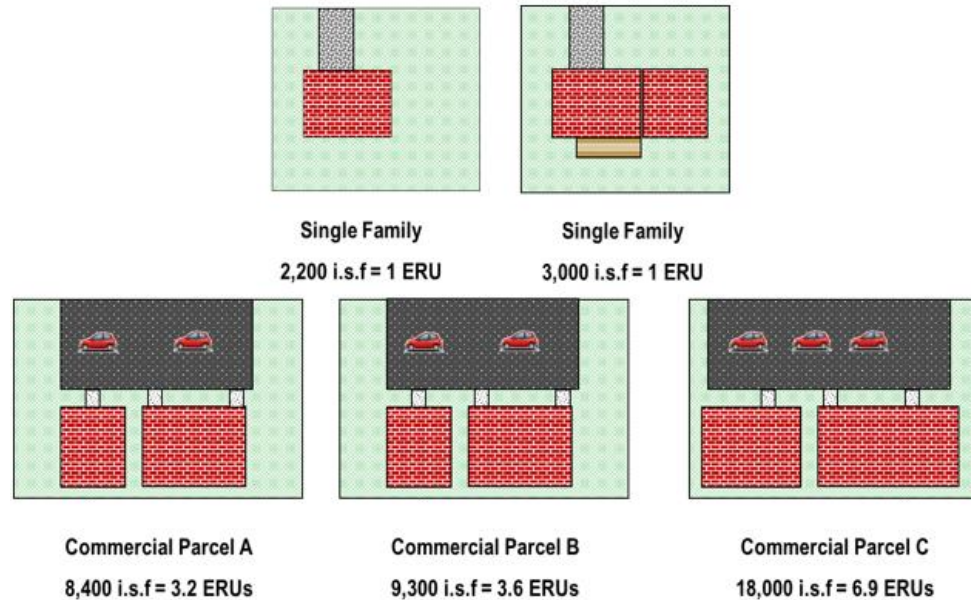 Single Family
2,200 i.s.f = 1 ERU
Single Family
3,000 i.s.f = 1 ERU
Commercial Parcel A
8,400 i.s.f = 3.2 ERUs
Commercial Parcel B
9,300 i.s.f = 3.6 ERUs
Commercial Parcel C
18,000 i.s.f = 6.9 ERUs